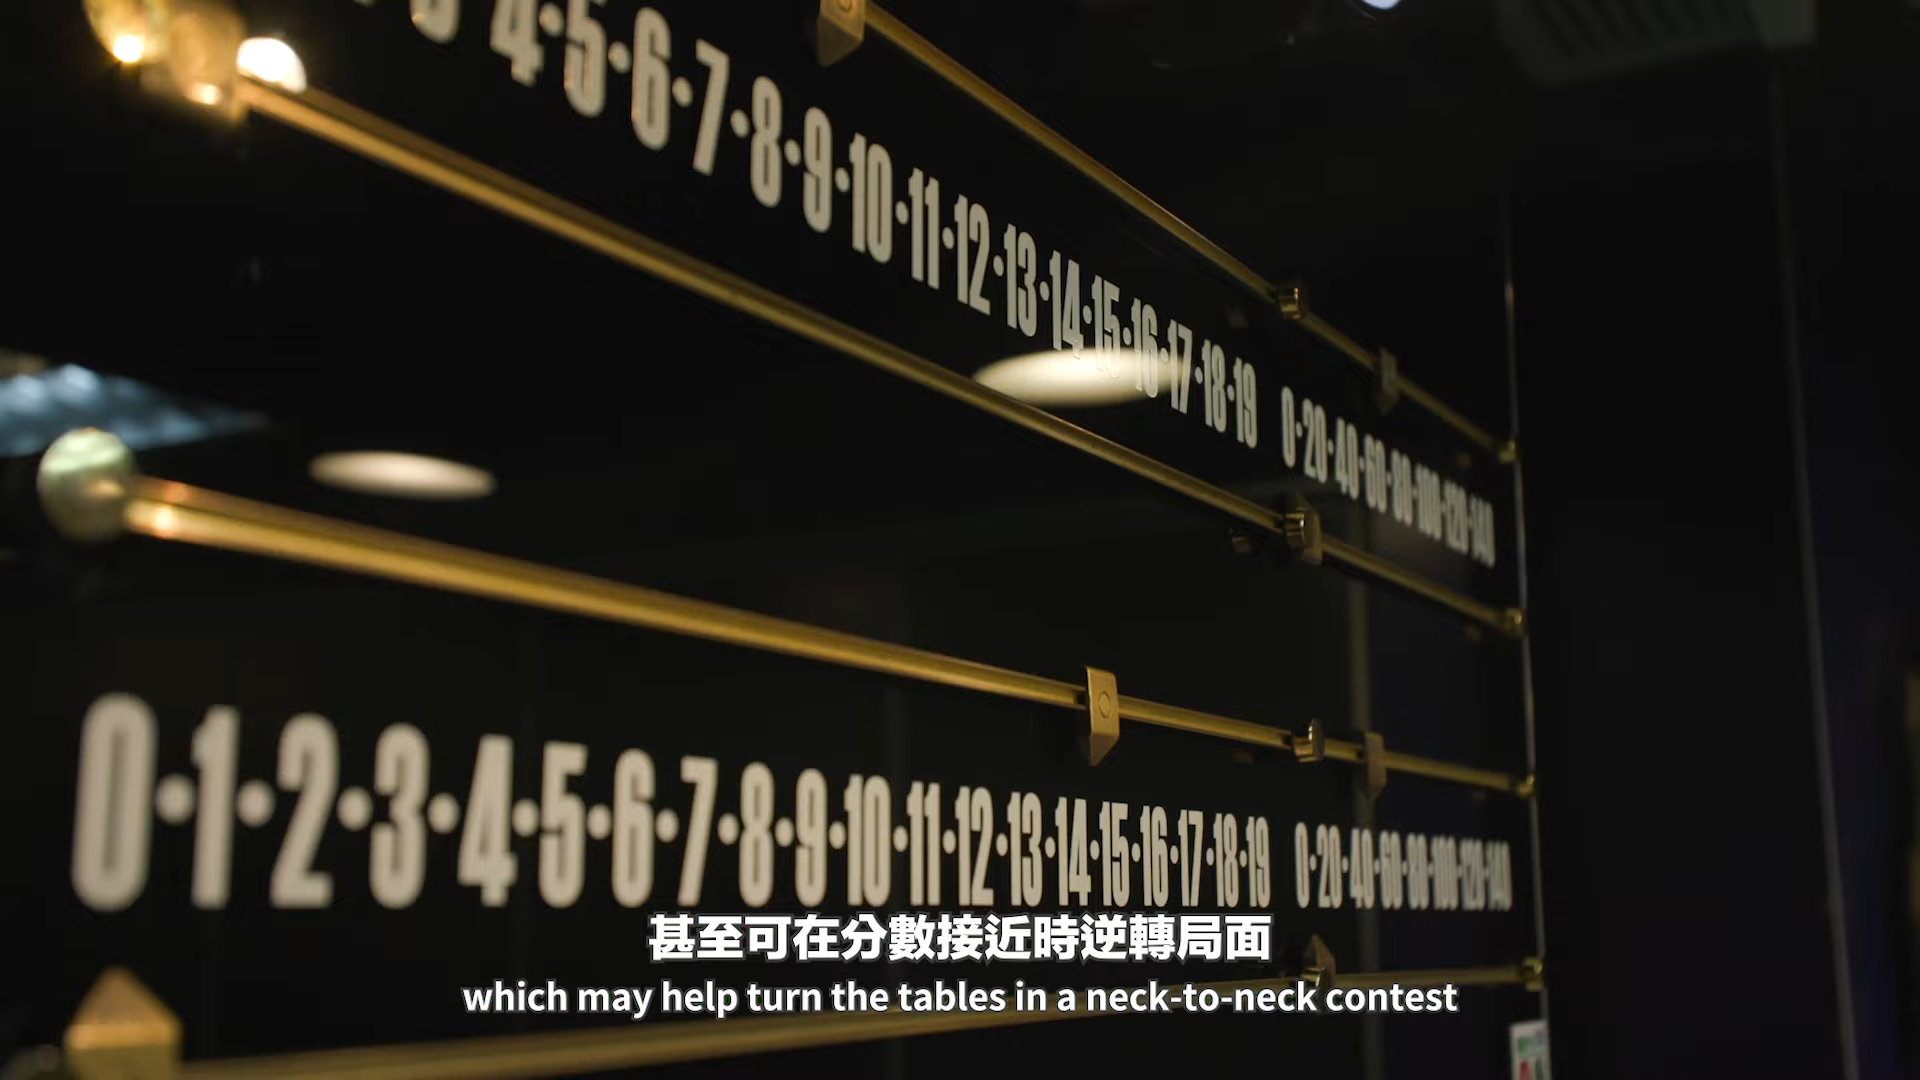 4·5·6·7·8·9·10·11·12·13·14·15·16·17·18·19 0·20·40·60·80·100·120·140
0·1·2·3·4·5·6·7·8·9·10·11·12·13·14·15·16·17·18·19 0·20·40·60·80·100·120·140
甚至可在分數接近時逆轉局面
which may help turn the tables in a neck-to-neck contest